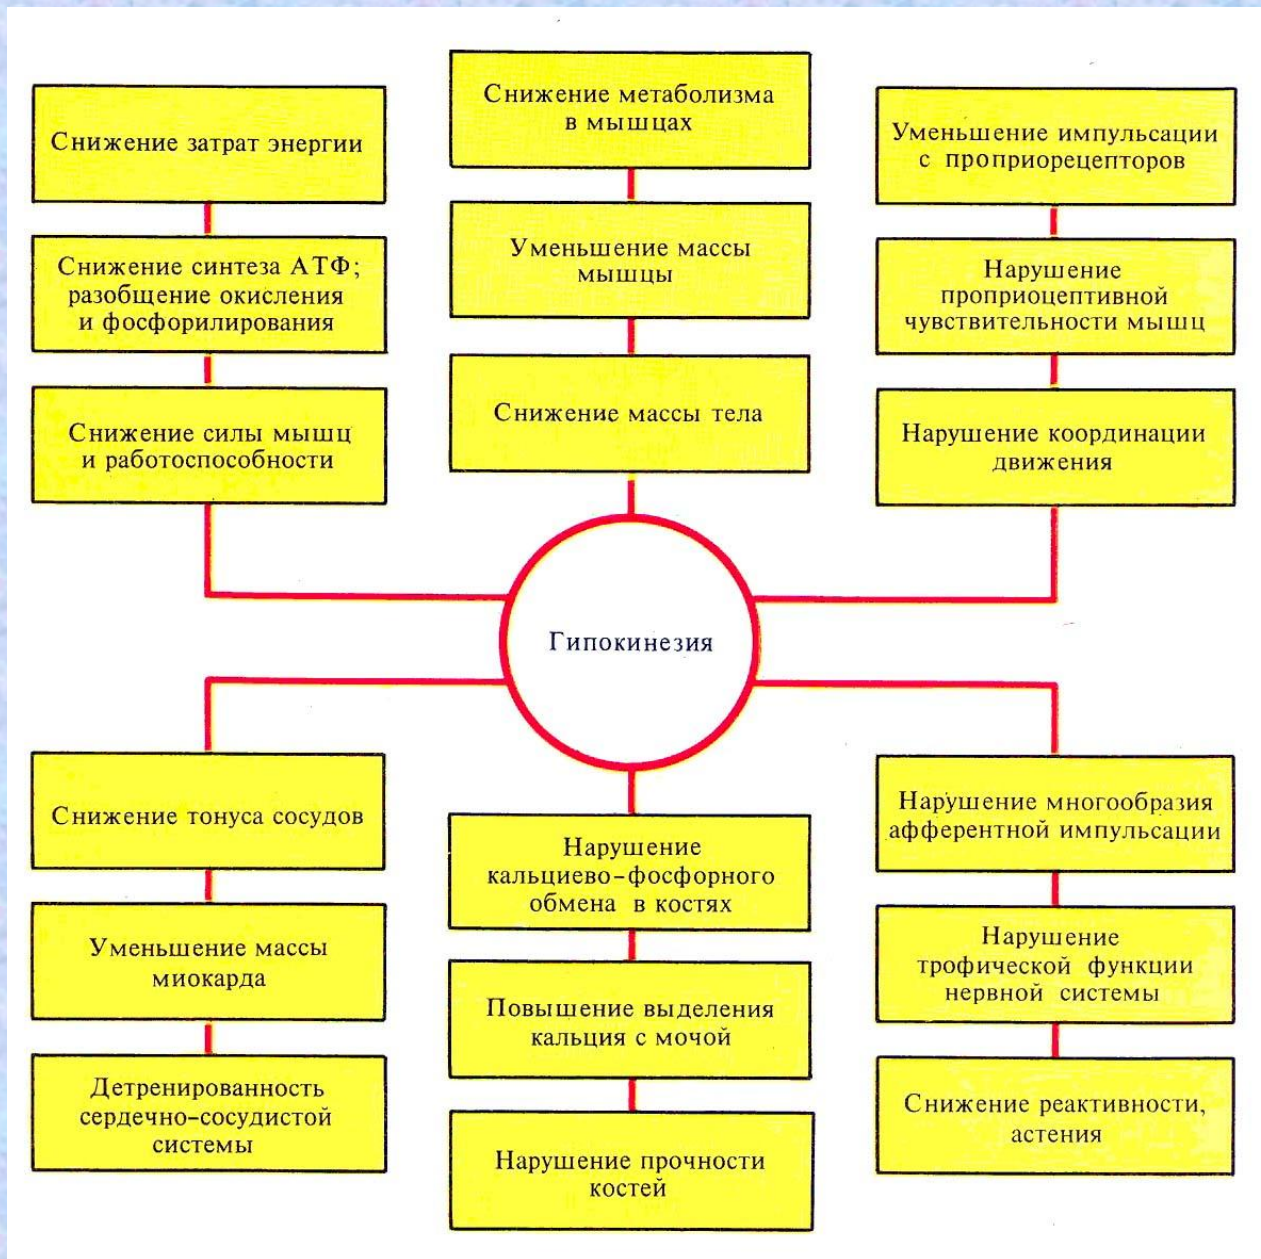 Снижение затрат энергии
Снижение синтеза АТФ;
разобщение окисления
и фосфорилирования
Снижение силы мышц
и работоспособности
Снижение метаболизма
в мышцах
Уменьшение массы
мышцы
Снижение массы тела
Уменьшение импульсации
с проприорецепторов
Нарушение
проприоцептивной
чувствительности мышц
Нарушение координации
движения
Гипокинезия
Снижение тонуса сосудов
Уменьшение массы
миокарда
Детренированность
сердечно-сосудистой
системы
Нарушение
кальциево-фосфорного
обмена в костях
Повышение выделения
кальция с мочой
Нарушение прочности
костей
Нарушение многообразия
афферентной импульсации
Нарушение
трофической функции
нервной системы
Снижение реактивности,
астения